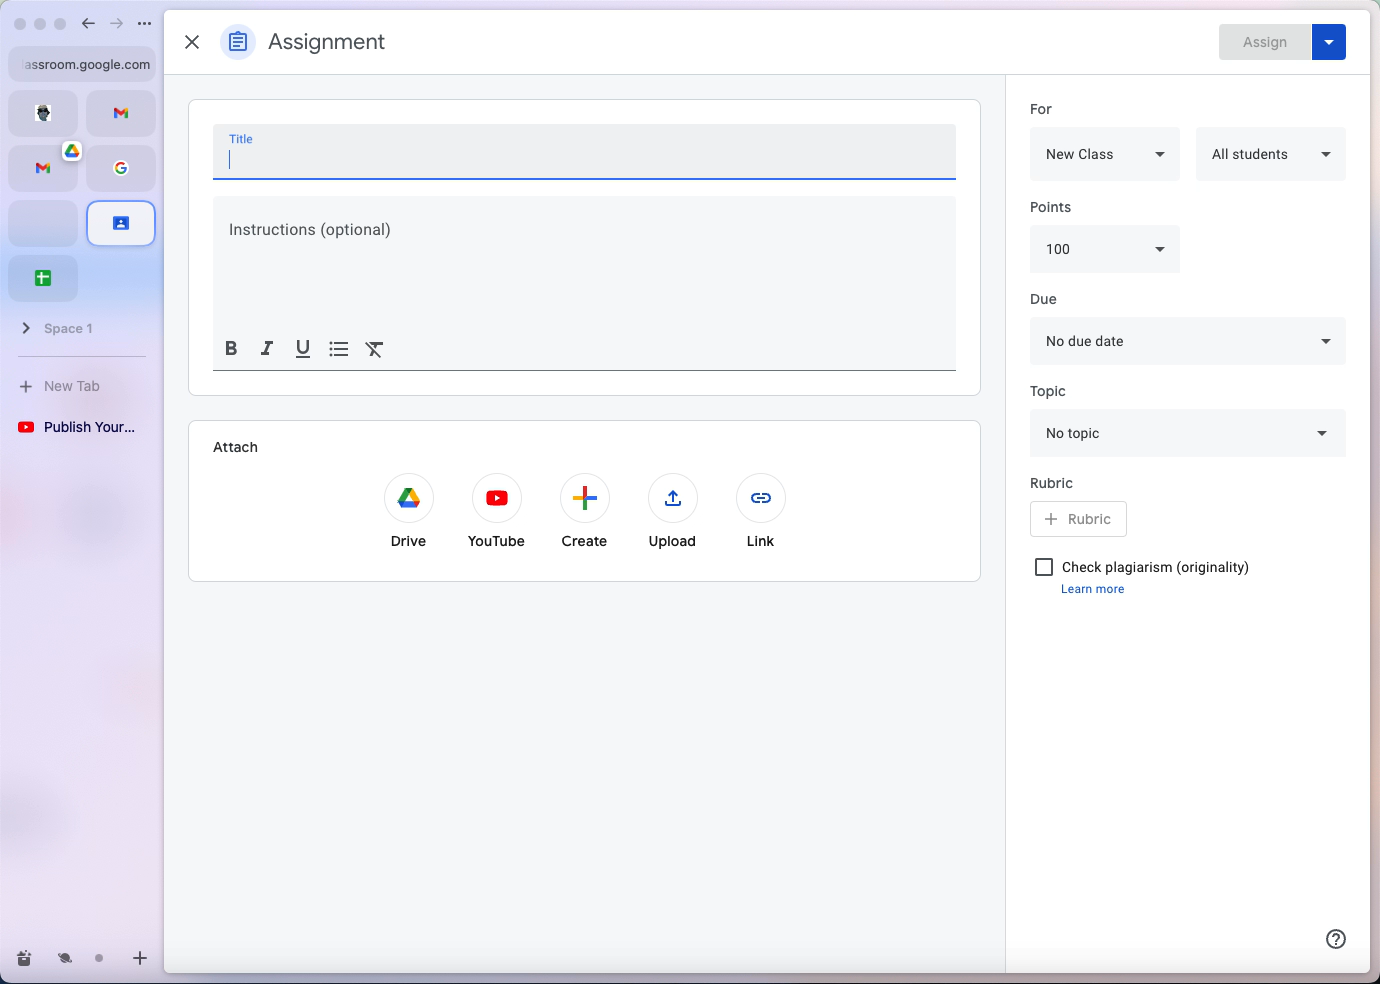 assroom.google.com
Space 1
New Tab
Publish Your...
Assignment
Assign
Title
Instructions (optional)
B I U
Attach
Drive YouTube Create Upload Link
For
New Class All students
Points
100
Due
No due date
Topic
No topic
Rubric
Rubric
Check plagiarism (originality)
Learn more